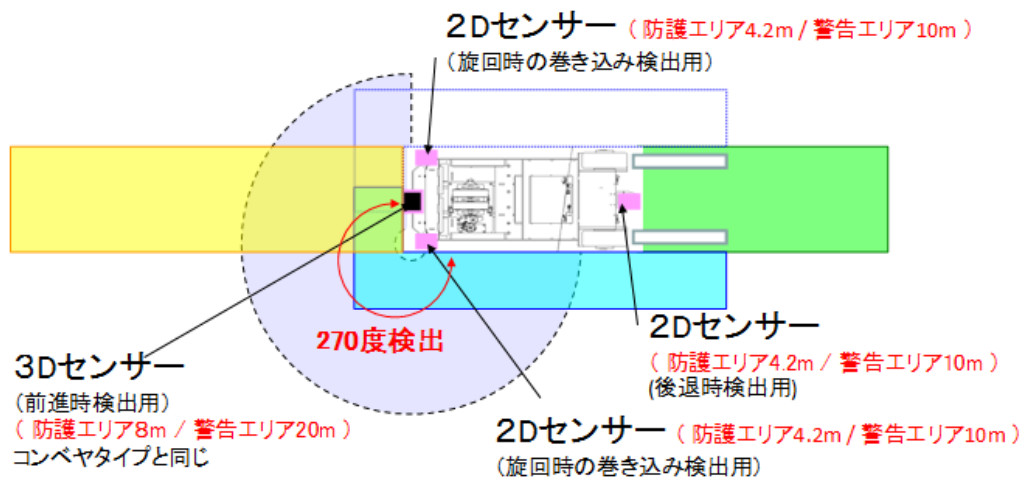 2Dセンサー（ 防護エリア4.2m / 警告エリア10m ）
（旋回時の巻き込み検出用）
270度検出
3Dセンサー
（前進時検出用）
（ 防護エリア8m / 警告エリア20m ）
コンベヤタイプと同じ
2Dセンサー
（ 防護エリア4.2m / 警告エリア10m ）
(後退時検出用)
2Dセンサー（ 防護エリア4.2m / 警告エリア10m ）
（旋回時の巻き込み検出用）